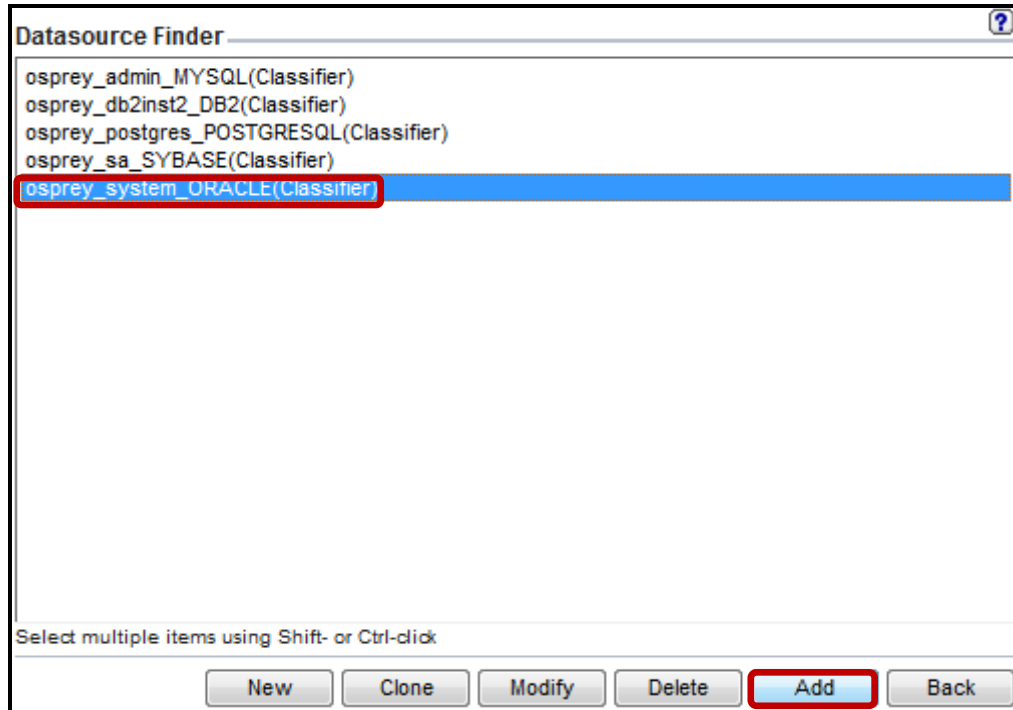 Datasource Finder
?
osprey_admin_MYSQL(Classifier)
osprey_db2inst2_DB2(Classifier)
osprey_postgres_POSTGRESQL(Classifier)
osprey_sa_SYBASE(Classifier)
osprey_system_ORACLE(Classifier)
Select multiple items using Shift- or Ctrl-click
New Clone Modify Delete Add Back